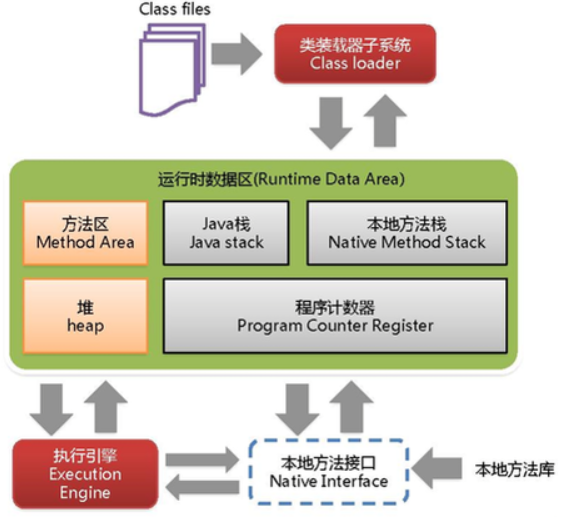 Class files
类装载器子系统
Class loader
运行时数据区(Runtime Data Area)
方法区
Method Area
Java栈
Java stack
本地方法栈
Native Method Stack
堆
heap
程序计数器
Program Counter Register
执行引擎
Execution
Engine
本地方法接口
Native Interface
本地方法库